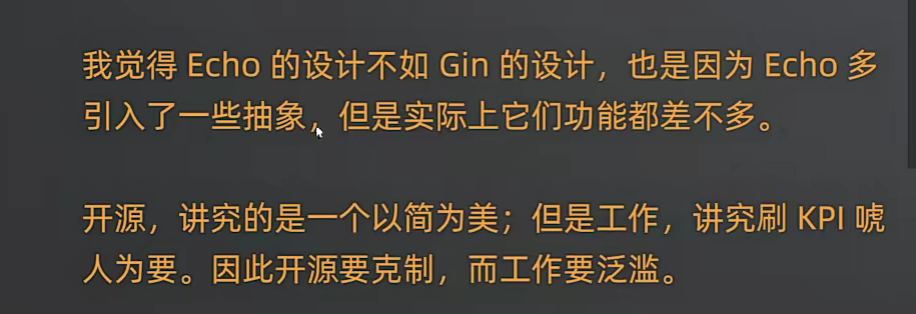 我觉得 Echo 的设计不如 Gin 的设计，也是因为 Echo 多
引入了一些抽象，但是实际上它们功能都差不多。
开源，讲究的是一个以简为美；但是工作，讲究刷 KPI 唬
人为要。因此开源要克制，而工作要泛滥。